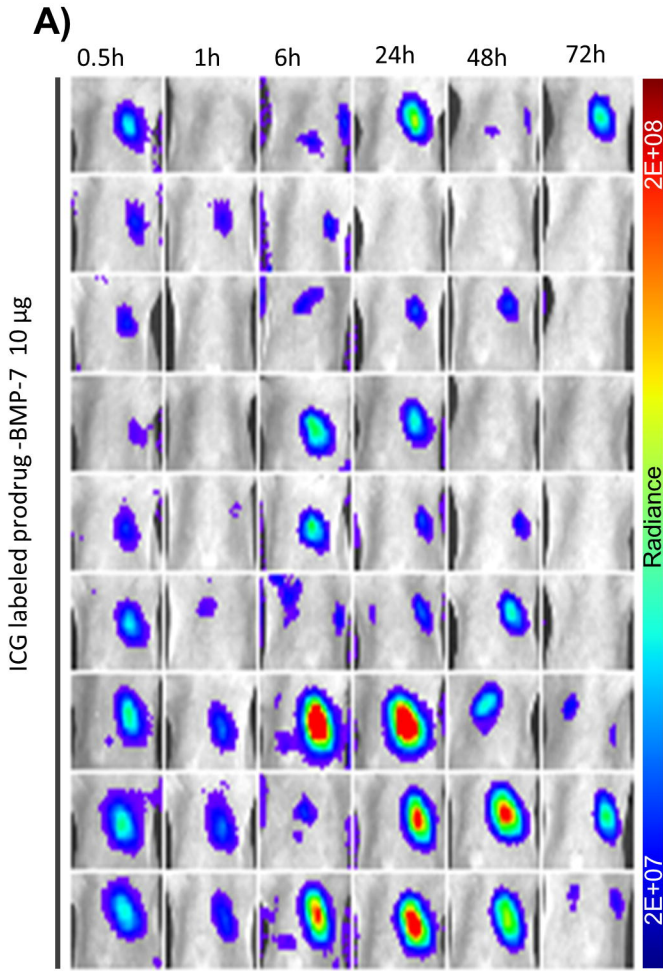 A)
0.5h 1h 6h 24h 48h 72h
ICG labeled prodrug -BMP-7 10 µg
2E+08
Radiance
2E+07